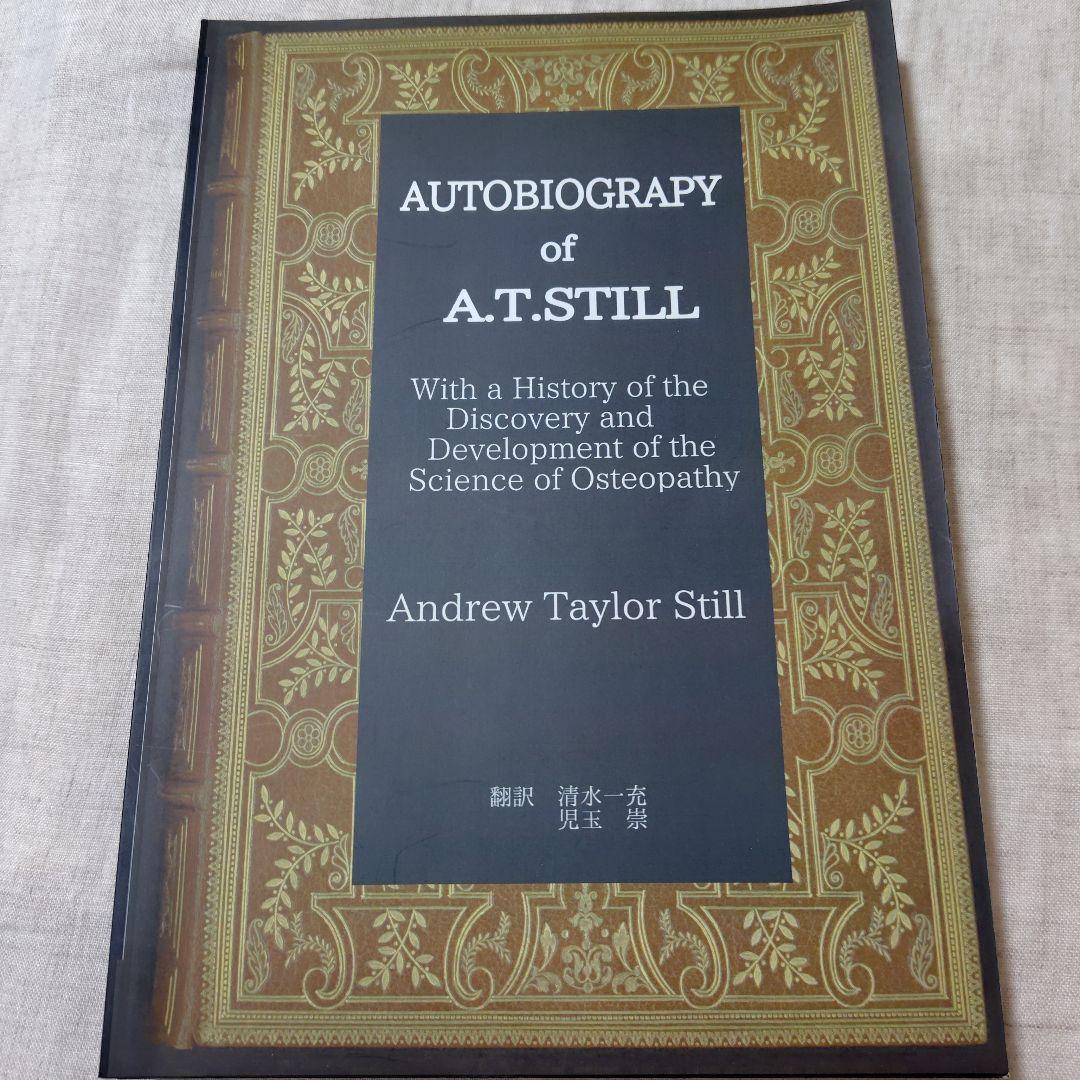 AUTOBIOGRAPY
of
A.T.STILL
With a History of the
Discovery and
Development of the
Science of Osteopathy
Andrew Taylor Still
翻訳　清水一充
児玉　崇